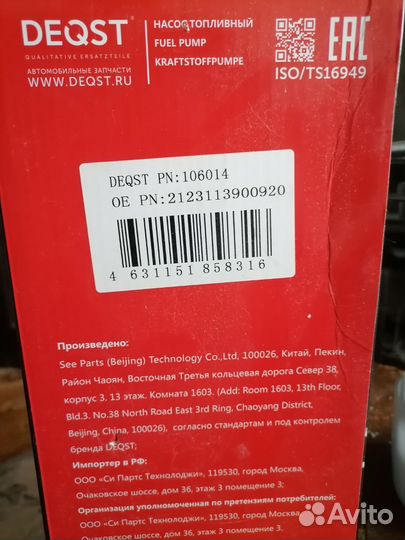 DEQST
QUALITATIVE ERSATZTEILE
АВТОМОБИЛЬНЫЕ ЗАПЧАСТИ
WWW.DEQST.RU
НАСОС ТОПЛИВНЫЙ
FUEL PUMP
KRAFTSTOFFPUMPE
EAC
ISO/TS16949
DEQST PN:106014
OE PN:2123113900920
4 631151 858316
Произведено:
See Parts (Beijing) Technology Co.,Ltd, 100026, Китай, Пекин,
Район Чаоян, Восточная Третья кольцевая дорога Север 38,
корпус 3. 13 этаж. Комната 1603. (Add: Room 1603, 13th Floor,
Bld.3. No.38 North Road East 3rd Ring, Chaoyang District,
Beijing, China, 100026), согласно стандартам и под контролем
бренда DEQST;
Импортер в РФ:
ООО «Си Партс Технолоджи», 119530, город Москва,
Очаковское шоссе, дом 36, этаж 3 помещение 3;
Организация уполномоченная по претензиям потребителей:
ООО «Си Партс Технолоджи», 119530, город Москва,
Очаковское шоссе, дом 36, этаж 3 помещение 3.
Avito